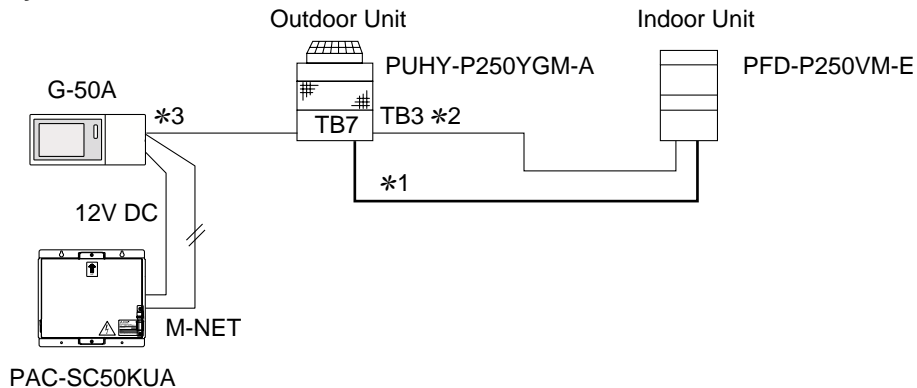 Outdoor Unit
Indoor Unit
PUHY-P250YGM-A
PFD-P250VM-E
G-50A
*3
TB7
TB3 *2
*1
12V DC
M-NET
PAC-SC50KUA